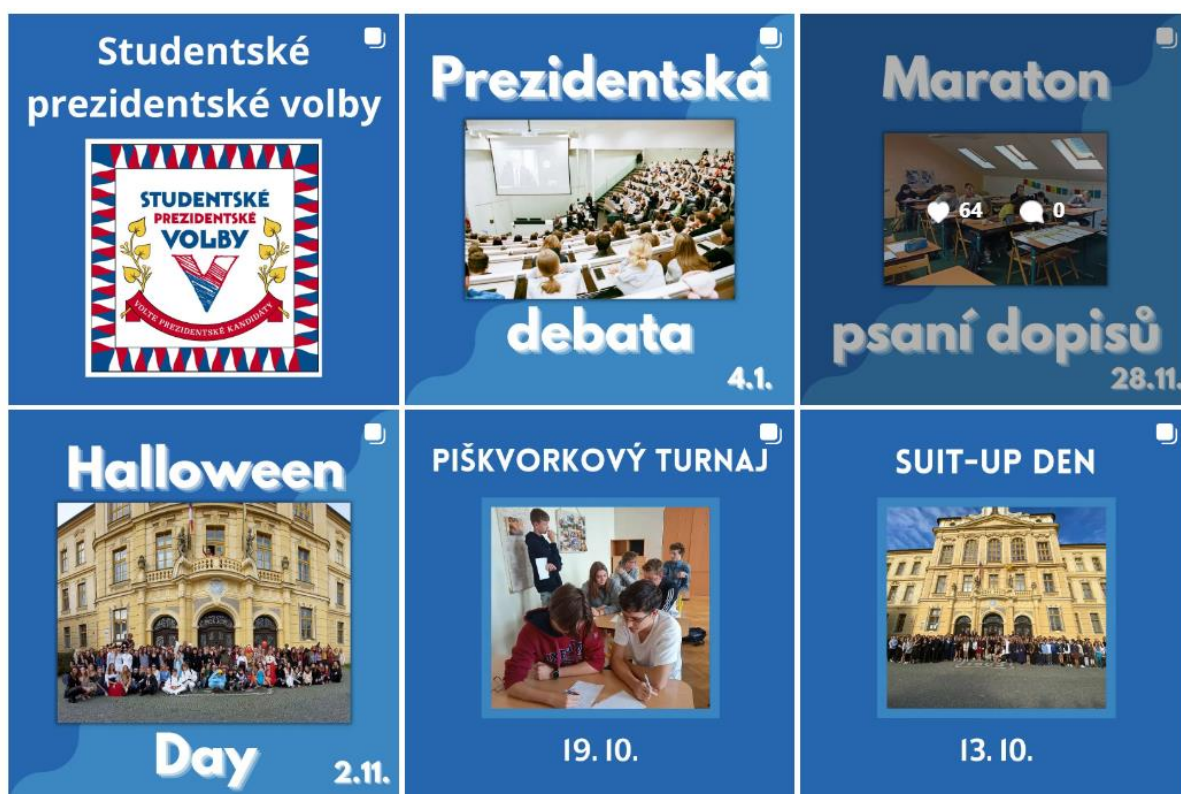 Studentské
prezidentské volby
STUDENTSKÉ
PREZIDENTSKÉ
VOLBY
VOLTE PREZIDENTSKÉ KANDIDÁTY
Prezidentská
debata
4.1.
Maraton
64 0
psaní dopisů
28.11.
Halloween
Day
2.11.
PIŠKVORKOVÝ TURNAJ
19. 10.
SUIT-UP DEN
13. 10.